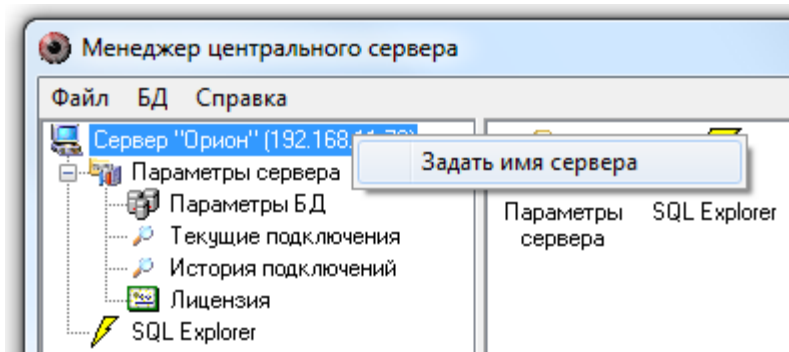 Менеджер центрального сервера
Файл БД Справка
Сервер "Орион" (192.168.
Задать имя сервера
Параметры сервера
Параметры БД
Текущие подключения
История подключений
Лицензия
SQL Explorer
Параметры сервера
SQL Explorer